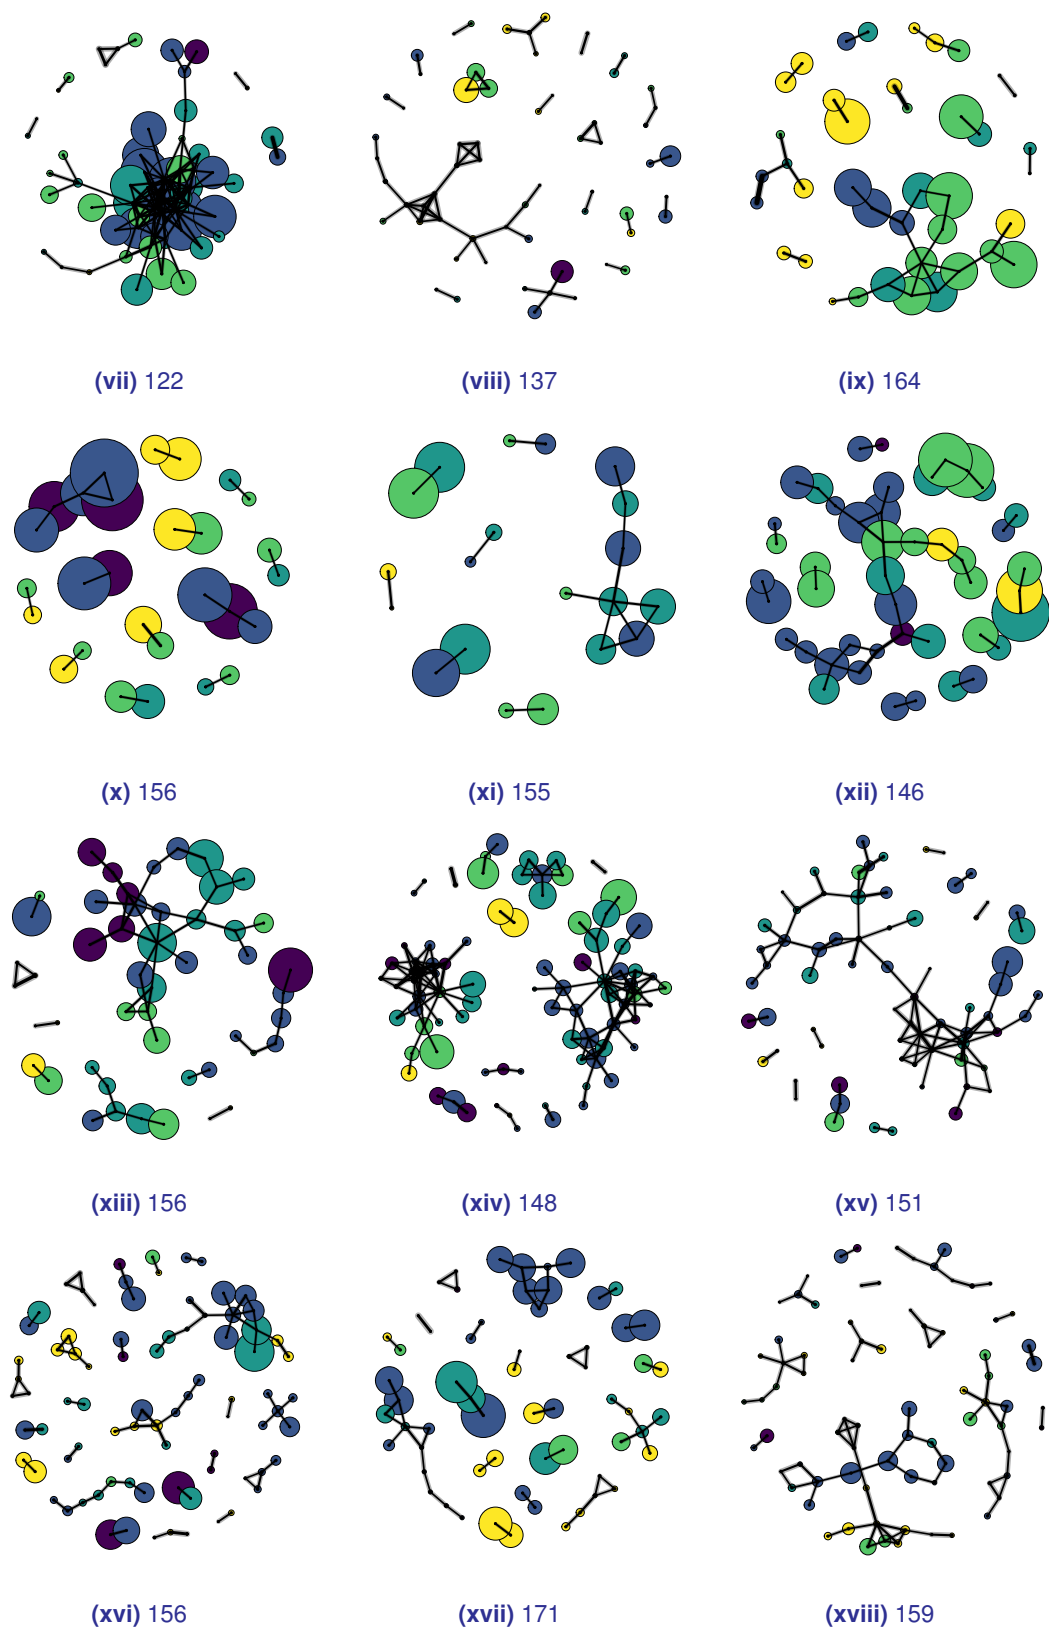 (vii) 122 (viii) 137 (ix) 164
(x) 156 (xi) 155 (xii) 146
(xiii) 156 (xiv) 148 (xv) 151
(xvi) 156 (xvii) 171 (xviii) 159